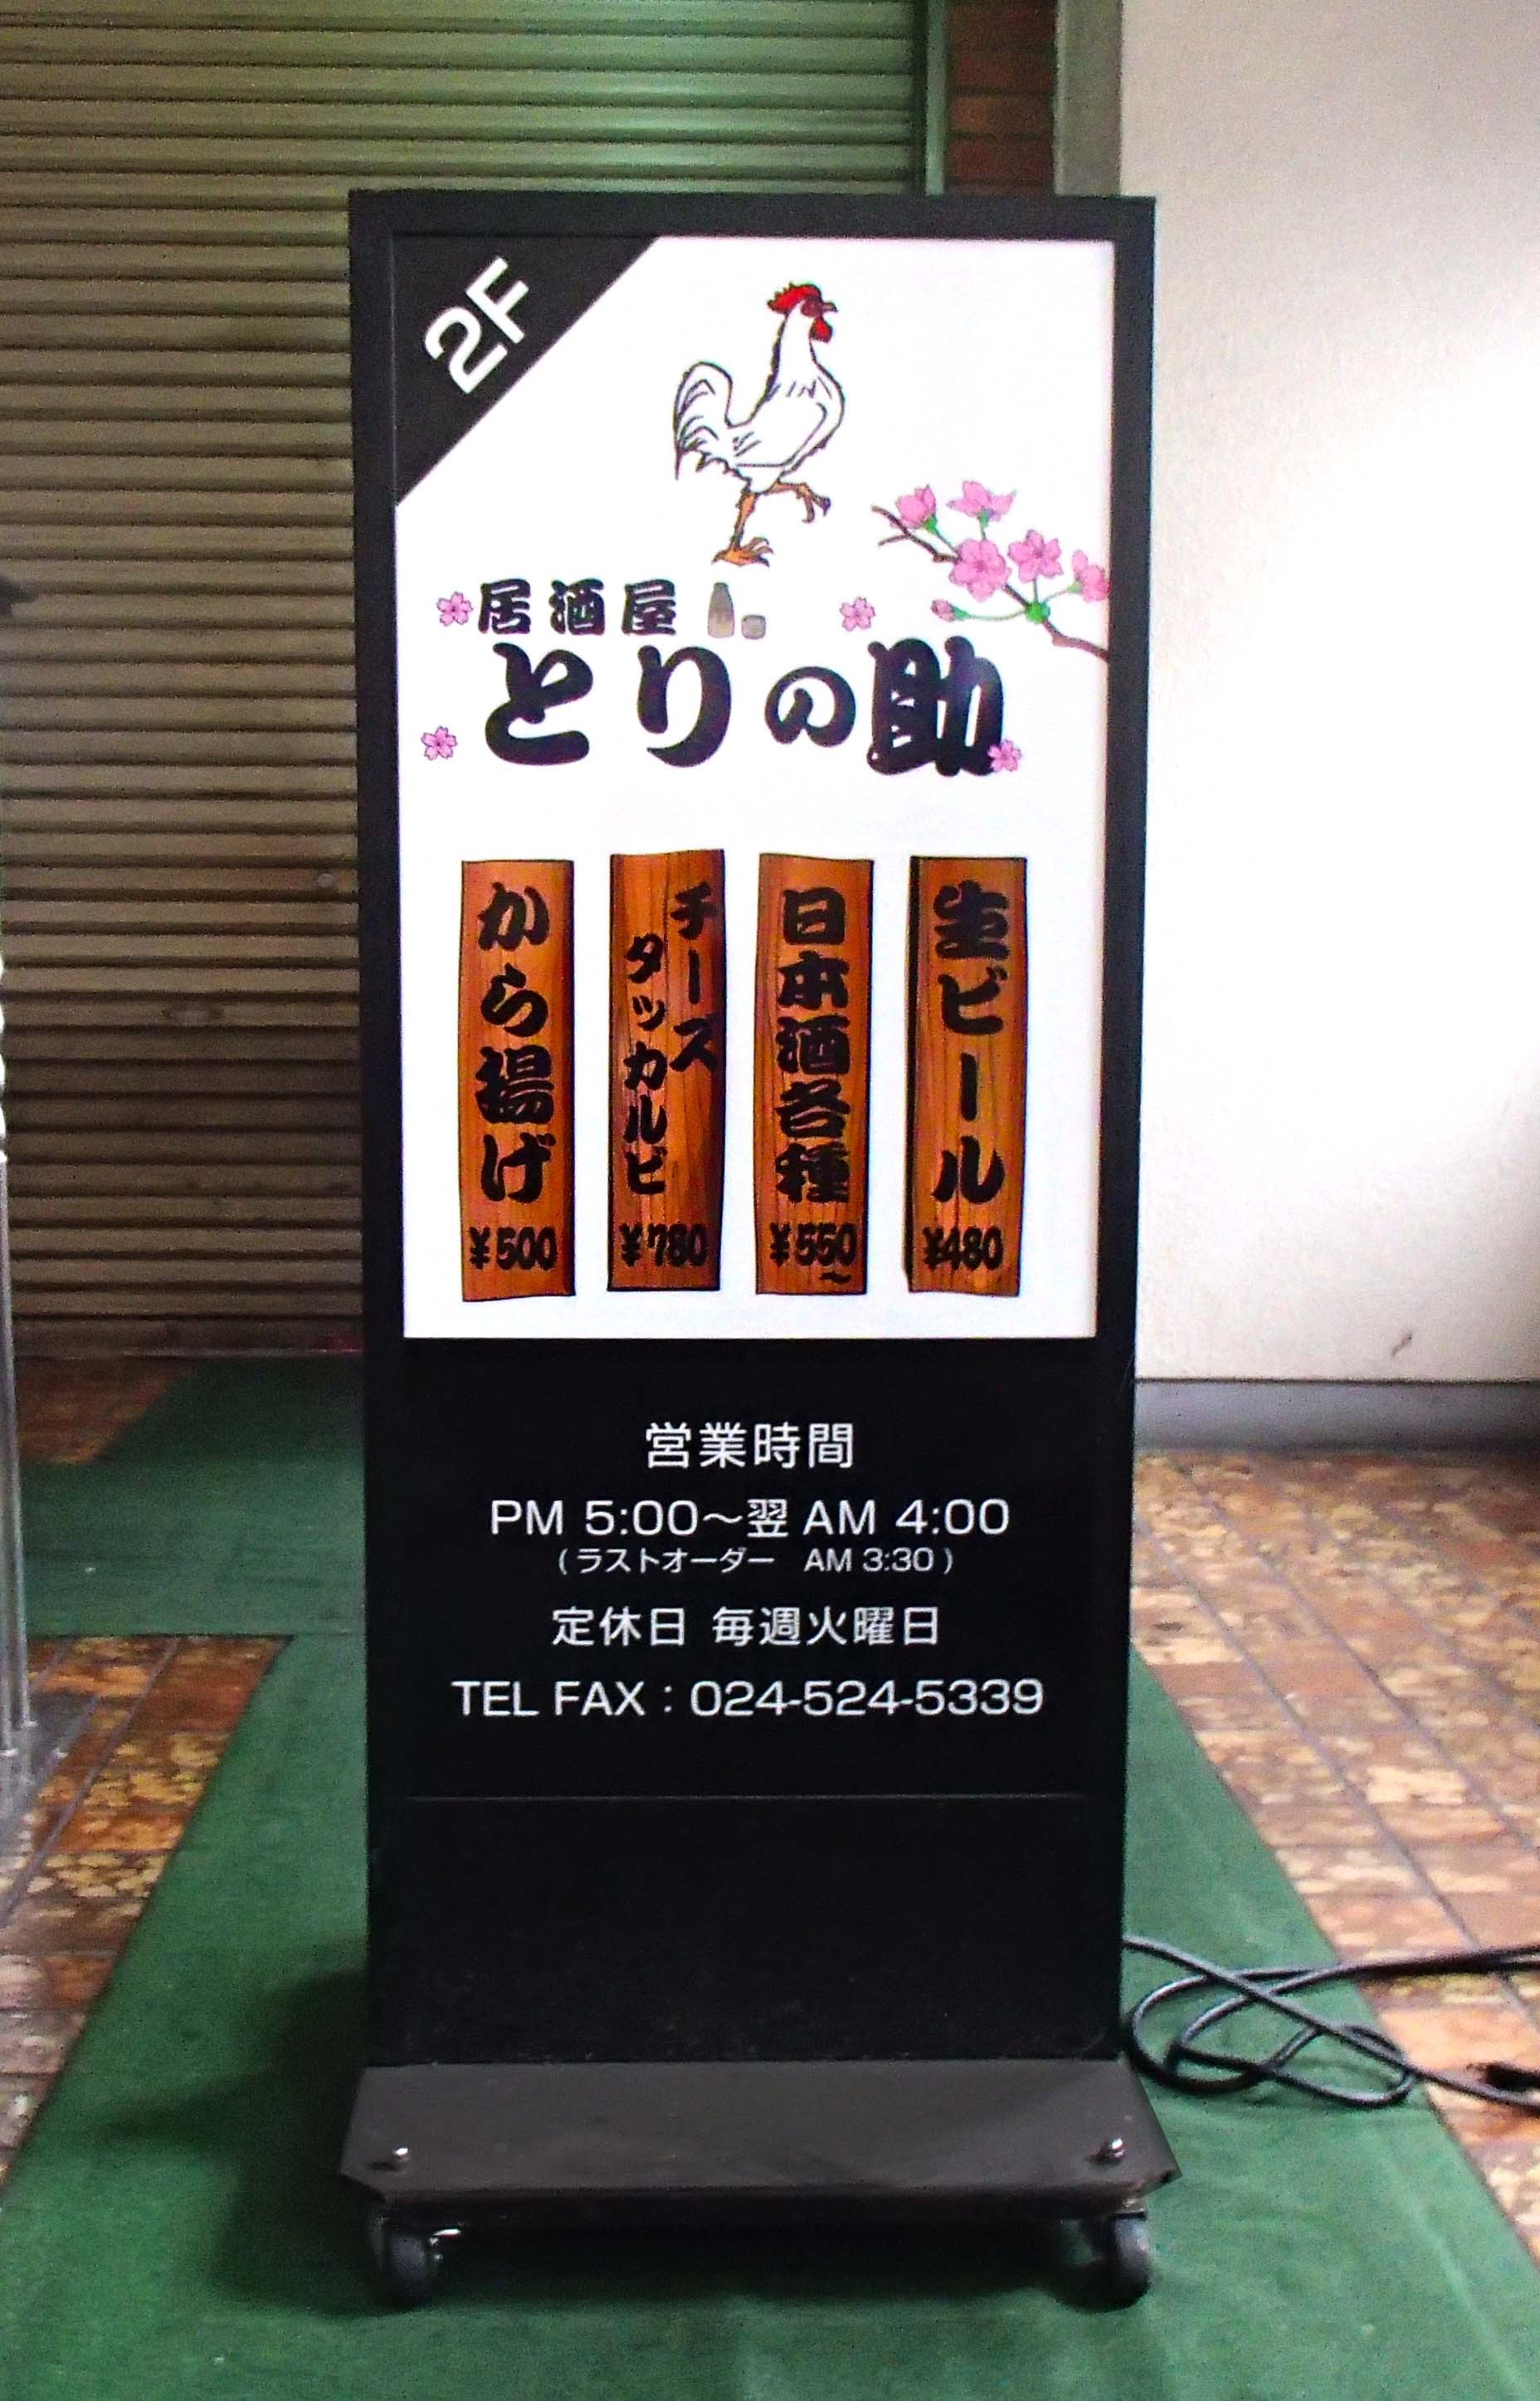 2F
居酒屋
とりの助
生ビール
¥480
日本酒各種
¥550~
チーズ
タッカルビ
¥780
から揚げ
¥500
営業時間
PM 5:00～翌 AM 4:00
(ラストオーダー AM 3:30)
定休日 毎週火曜日
TEL FAX：024-524-5339